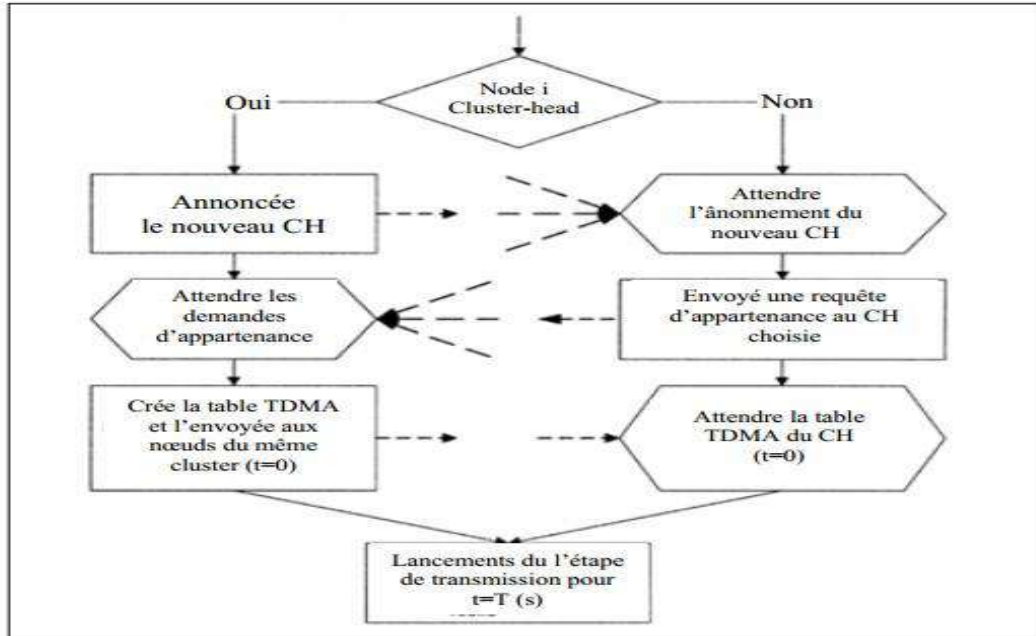 Node i
Cluster-head
Oui
Non
Annoncée
le nouveau CH
Attendre
l'ânonnement du
nouveau CH
Attendre les
demandes
d'appartenance
Envoyé une requête
d'appartenance au CH
choisie
Crée la table TDMA
et l'envoyée aux
nœuds du même
cluster (t=0)
Attendre la table
TDMA du CH
(t=0)
Lancements du l'étape
de transmission pour
t=T (s)